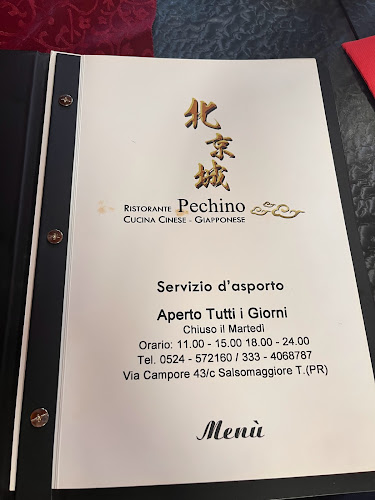 北京城
RISTORANTE Pechino
CUCINA CINESE - GIAPPONESE
Servizio d'asporto
Aperto Tutti i Giorni
Chiuso il Martedì
Orario: 11.00 - 15.00 18.00 - 24.00
Tel. 0524 - 572160 / 333 - 4068787
Via Campore 43/c Salsomaggiore T.(PR)
Menù